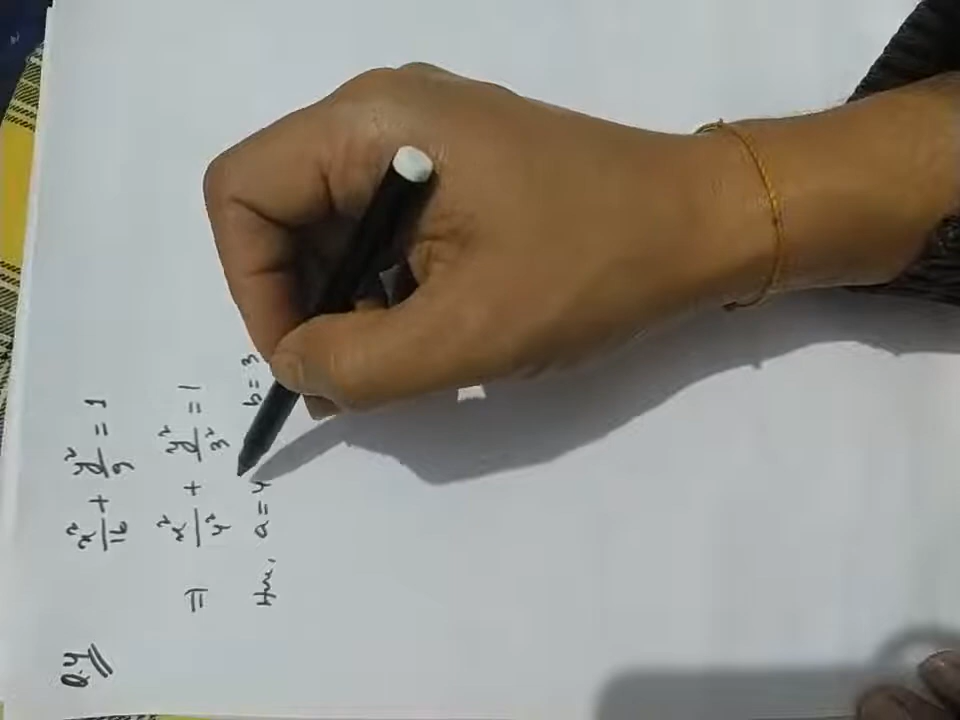 Q.4
x²/16 + y²/9 = 1
⇒ x²/4² + y²/3² = 1
Here, a = 4 b = 3